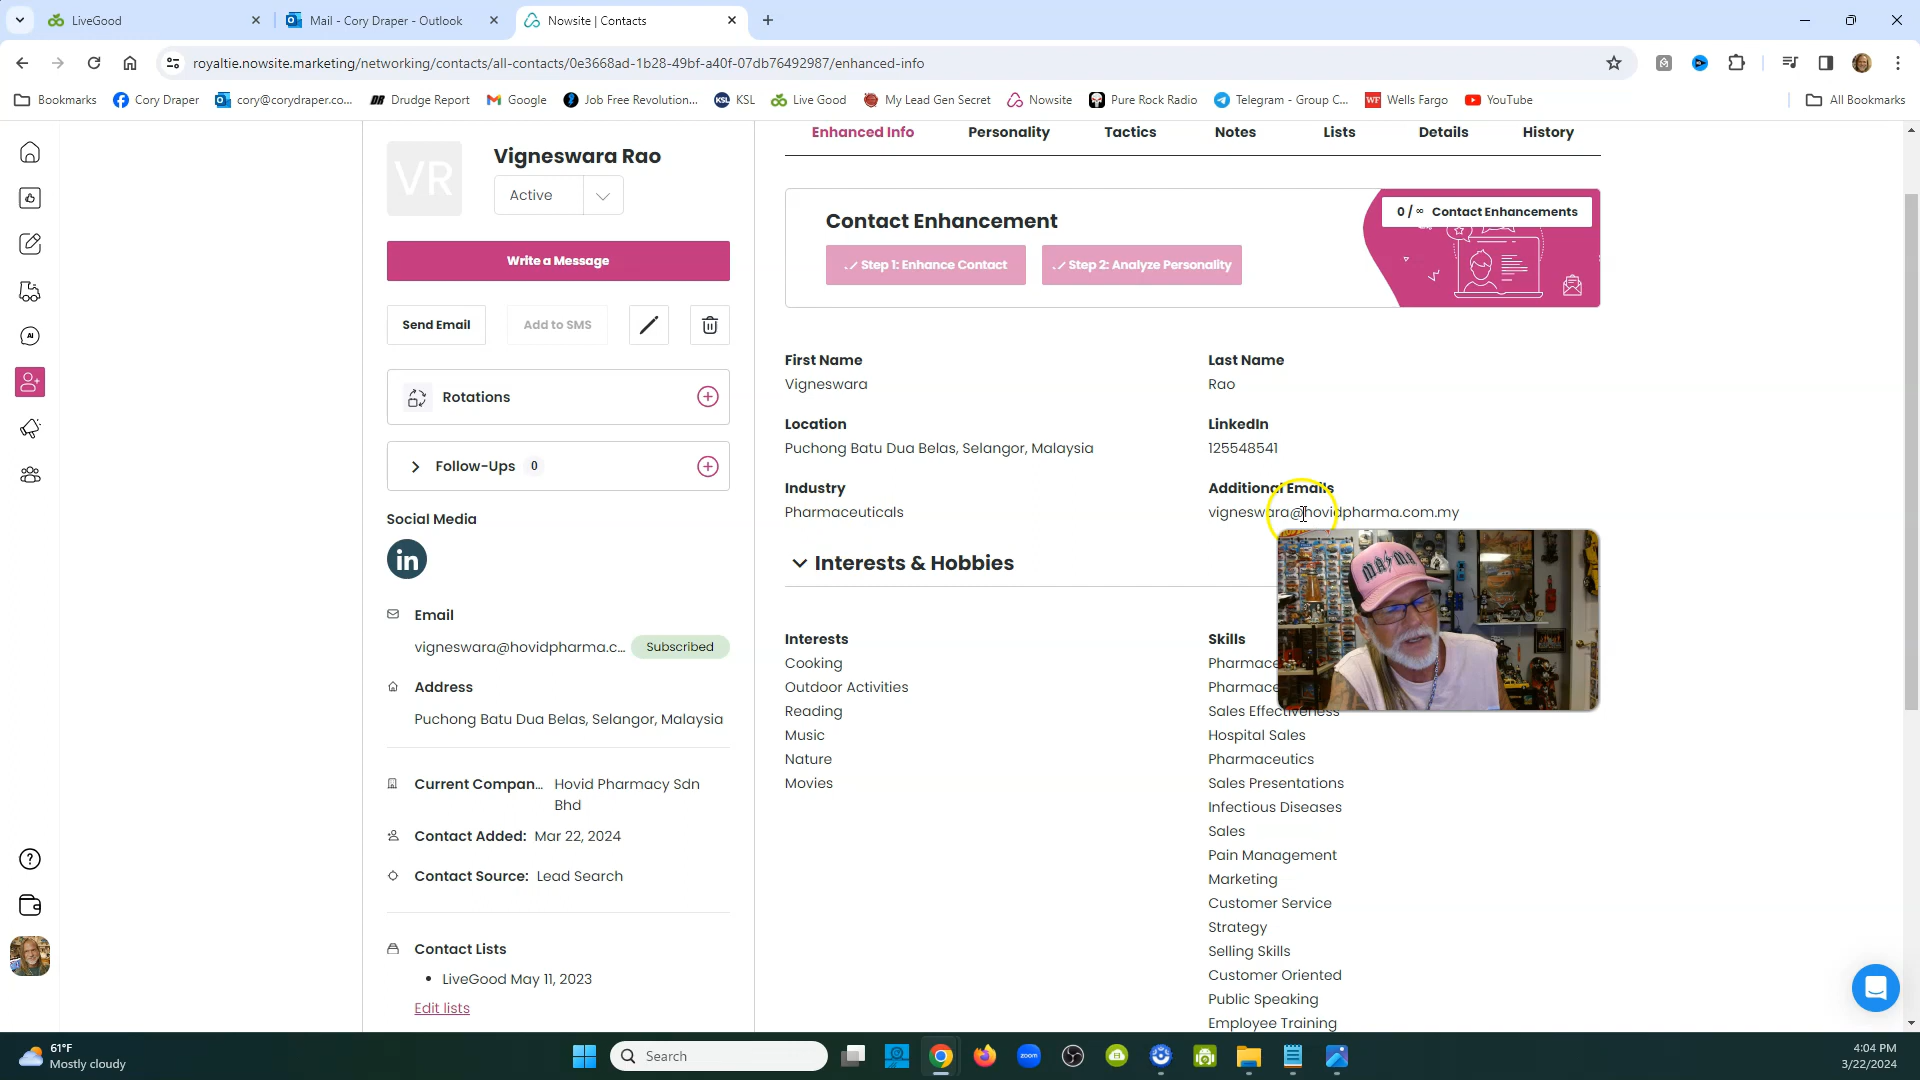 LiveGood
Mail - Cory Draper - Outlook
Nowsite | Contacts
royaltie.nowsite.marketing/networking/contacts/all-contacts/0e3668ad-1b28-49bf-a40f-07db76492987/enhanced-info
Bookmarks
Cory Draper
cory@corydraper.co...
Drudge Report
Google
Job Free Revolution...
KSL
Live Good
My Lead Gen Secret
Nowsite
Pure Rock Radio
Telegram - Group C...
WF Wells Fargo
YouTube
All Bookmarks
VR
Vigneswara Rao
Active
Write a Message
Send Email
Add to SMS
Rotations
Follow-Ups 0
Social Media
in
Email
vigneswara@hovidpharma.c...
Subscribed
Address
Puchong Batu Dua Belas, Selangor, Malaysia
Current Compan... Hovid Pharmacy Sdn
Bhd
Contact Added: Mar 22, 2024
Contact Source: Lead Search
Contact Lists
• LiveGood May 11, 2023
Edit lists
Enhanced Info
Personality
Tactics
Notes
Lists
Details
History
Contact Enhancement
Step 1: Enhance Contact
Step 2: Analyze Personality
0 / ∞ Contact Enhancements
First Name
Vigneswara
Last Name
Rao
Location
Puchong Batu Dua Belas, Selangor, Malaysia
LinkedIn
125548541
Industry
Pharmaceuticals
Additional Emails
vigneswara@hovidpharma.com.my
Interests & Hobbies
Interests
Cooking
Outdoor Activities
Reading
Music
Nature
Movies
Skills
Sales Effectiveness
Hospital Sales
Pharmaceutics
Sales Presentations
Infectious Diseases
Sales
Pain Management
Marketing
Customer Service
Strategy
Selling Skills
Customer Oriented
Public Speaking
Employee Training
61°F
Mostly cloudy
Search
zoom
4:04 PM
3/22/2024